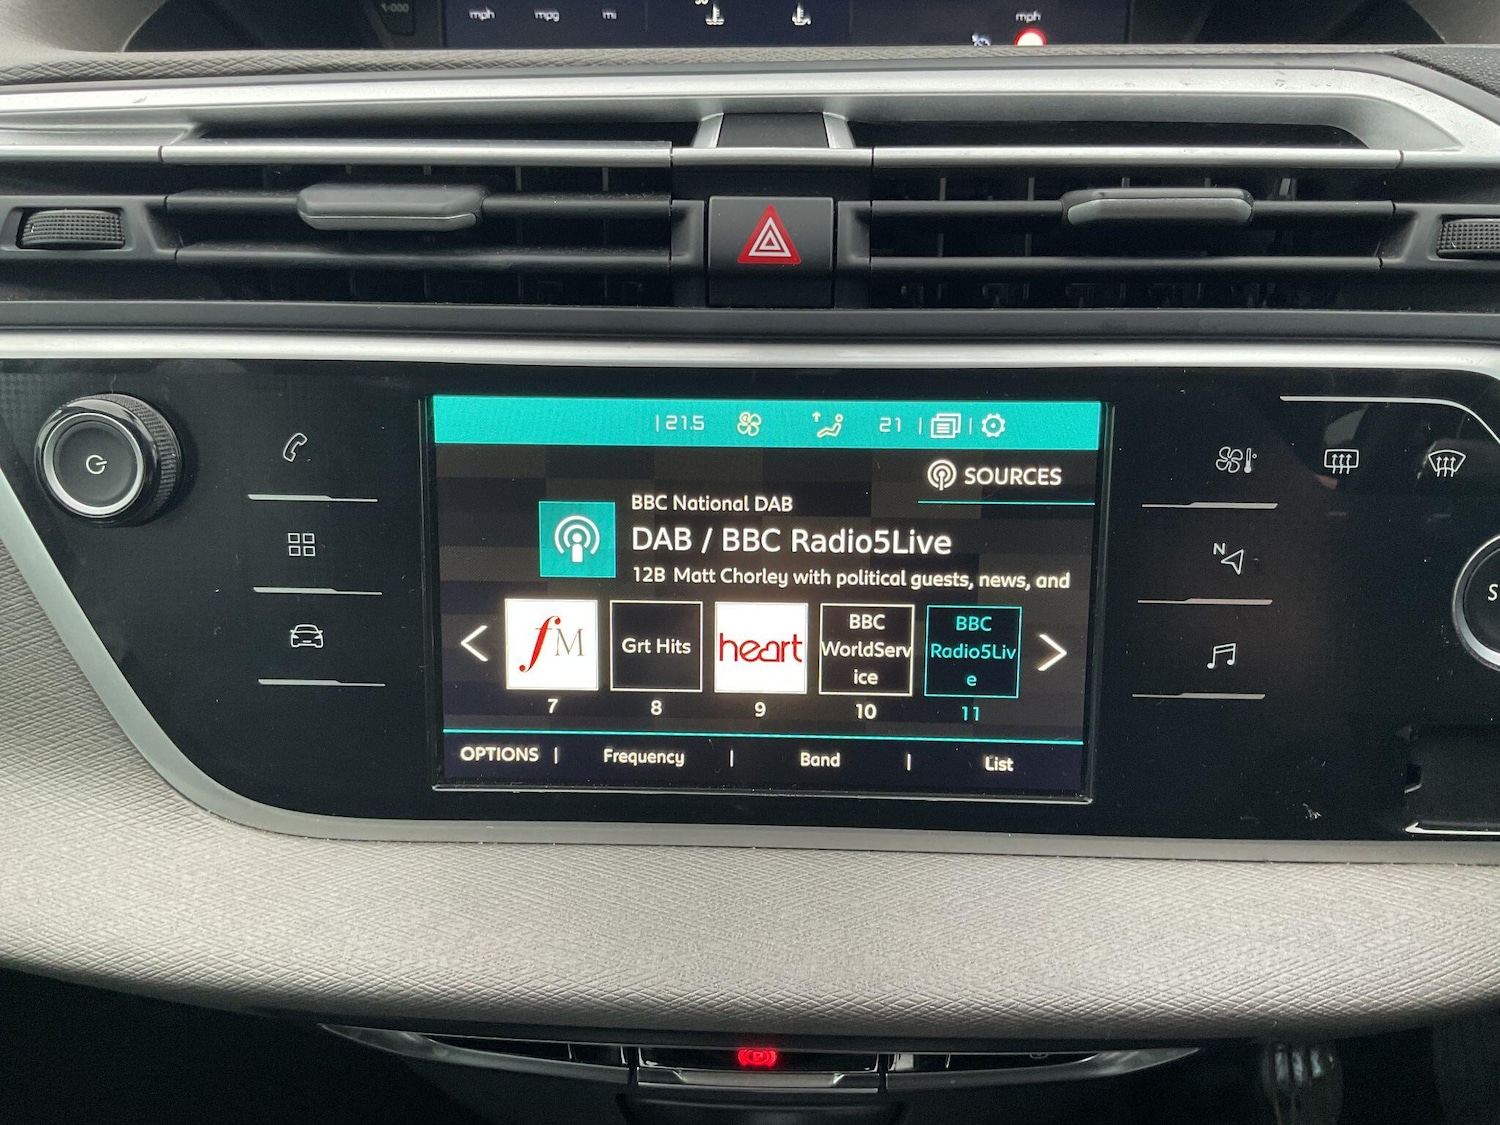 mph mpg mi mph
21.5 21
SOURCES
BBC National DAB
DAB / BBC Radio5Live
12B Matt Chorley with political guests, news, and
fM
Grt Hits
heart
BBC
WorldServ
ice
BBC
Radio5Liv
e
7 8 9 10 11
OPTIONS | Frequency | Band | List
N